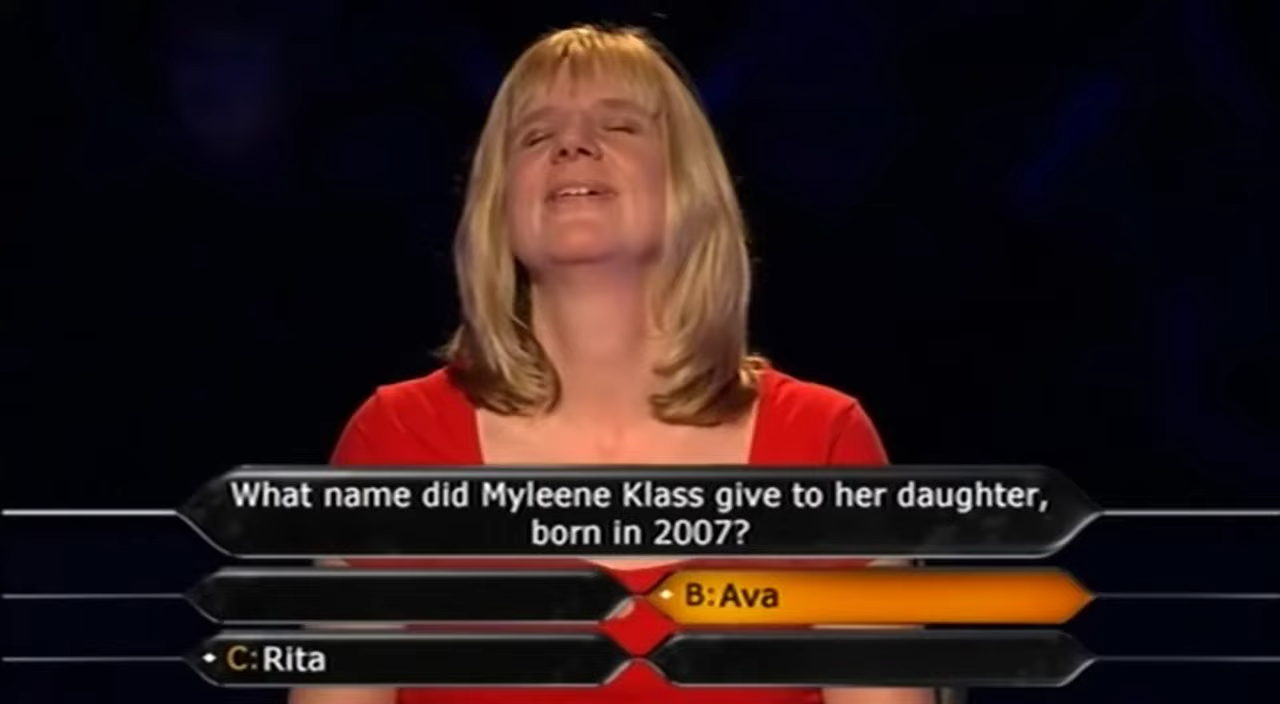 What name did Myleene Klass give to her daughter,
born in 2007?
B:Ava
C:Rita